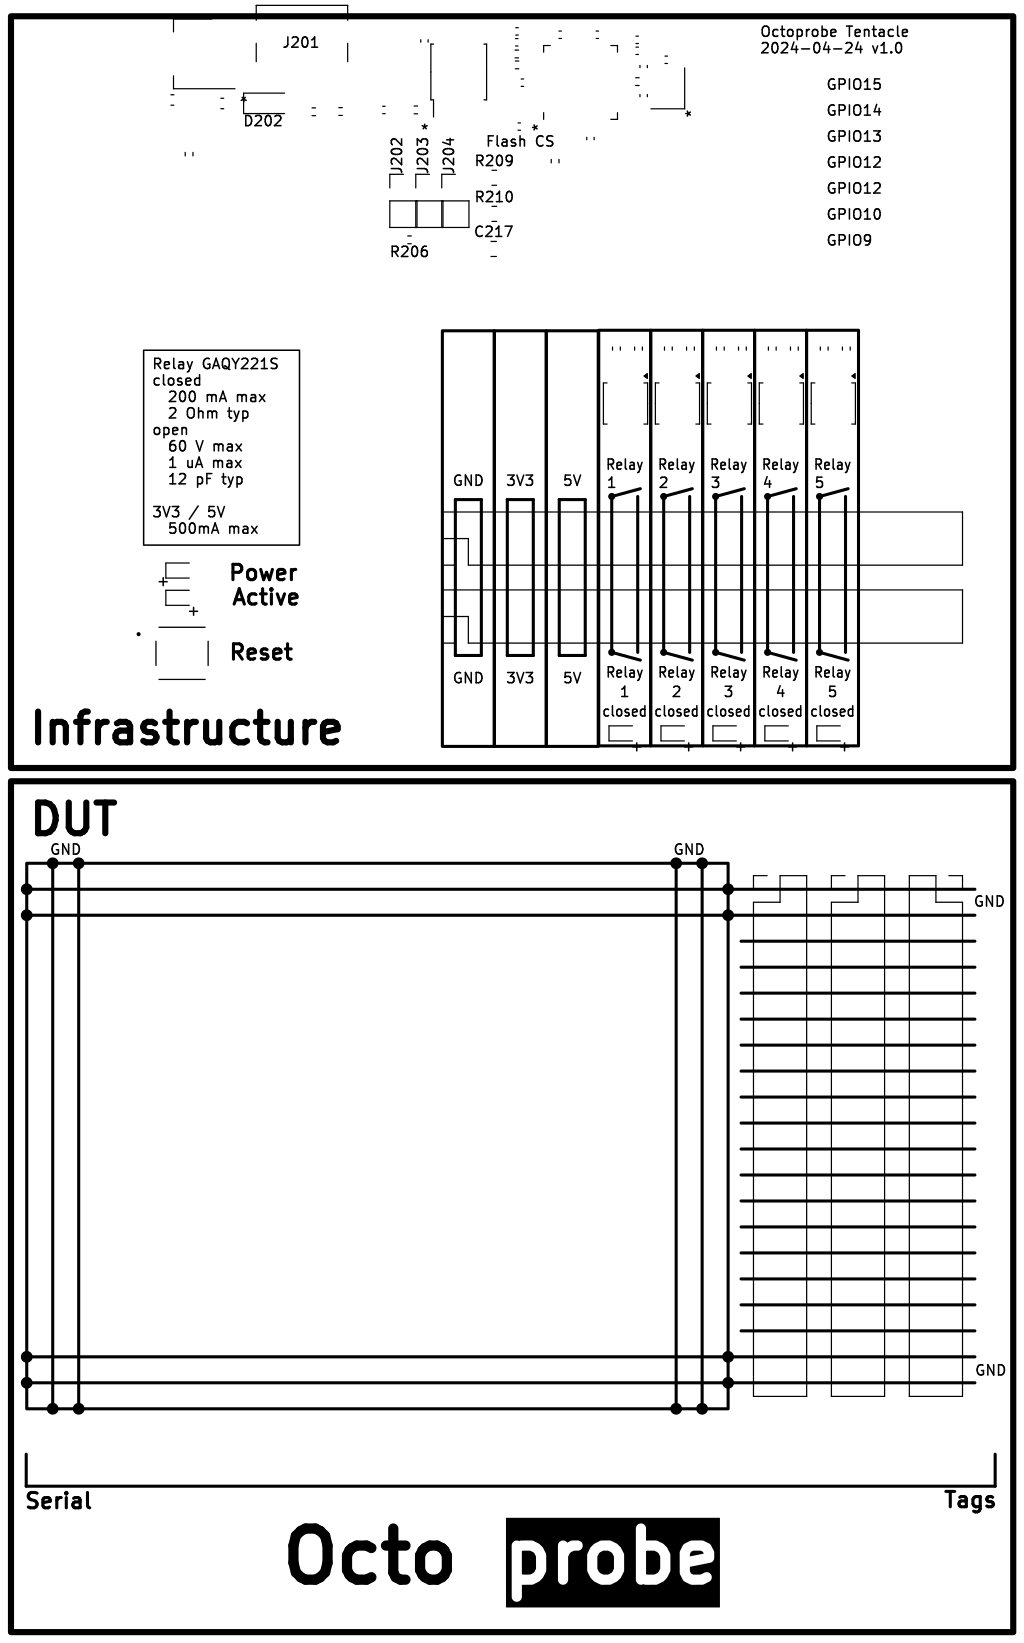 Octoprobe Tentacle
2024-04-24 v1.0
J201
GPIO15
D202
GPIO14
J202
J203
J204
Flash CS
GPIO13
R209
GPIO12
R210
GPIO12
C217
GPIO10
R206
GPIO9
Relay GAQY221S
closed
200 mA max
2 Ohm typ
open
60 V max
1 uA max
12 pF typ
3V3 / 5V
500mA max
GND 3V3 5V
Relay 1
Relay 2
Relay 3
Relay 4
Relay 5
Power
Active
Reset
GND 3V3 5V
Relay 1 closed
Relay 2 closed
Relay 3 closed
Relay 4 closed
Relay 5 closed
Infrastructure
DUT
GND GND
GND
GND
Serial Tags
Octo probe